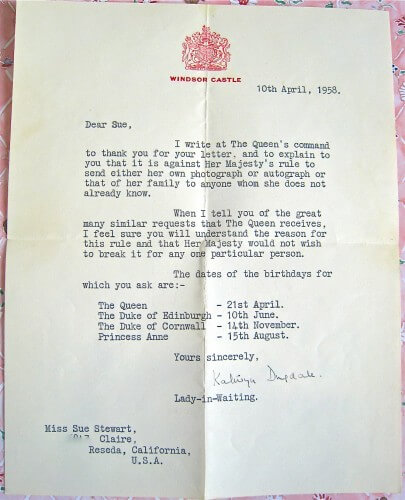 WINDSOR CASTLE
10th April, 1958.
Dear Sue,
I write at The Queen's command
to thank you for your letter, and to explain to
you that it is against Her Majesty's rule to
send either her own photograph or autograph or
that of her family to anyone whom she does not
already know.
When I tell you of the great
many similar requests that The Queen receives,
I feel sure you will understand the reason for
this rule and that Her Majesty would not wish
to break it for any one particular person.
The dates of the birthdays for
which you ask are:-
The Queen - 21st April.
The Duke of Edinburgh - 10th June.
The Duke of Cornwall - 14th November.
Princess Anne - 15th August.
Yours sincerely,
Kathryn Dugdale.
Lady-in-Waiting.
Miss Sue Stewart,
Claire,
Reseda, California,
U.S.A.